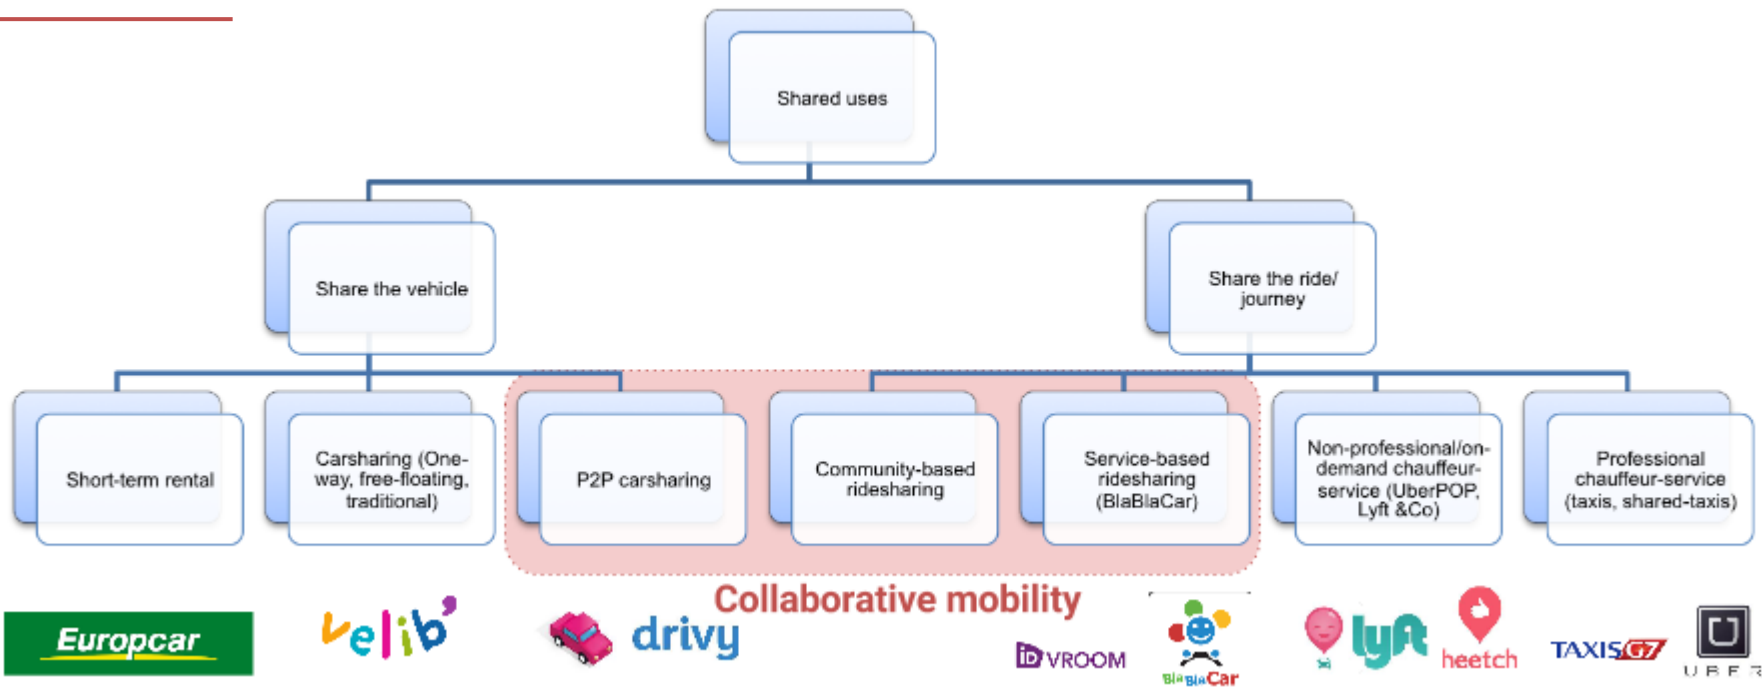 Shared uses
Share the vehicle
Share the ride/
journey
Short-term rental
Carsharing (One-
way, free-floating,
traditional)
P2P carsharing
Community-based
ridesharing
Service-based
ridesharing
(BlaBlaCar)
Non-professional/on-
demand chauffeur-
service (UberPOP,
Lyft &Co)
Professional
chauffeur-service
(taxis, shared-taxis)
Collaborative mobility
Europcar
velib'
drivy
iD VROOM
BlaBlaCar
lyft
heetch
TAXIS G7
U
UBER